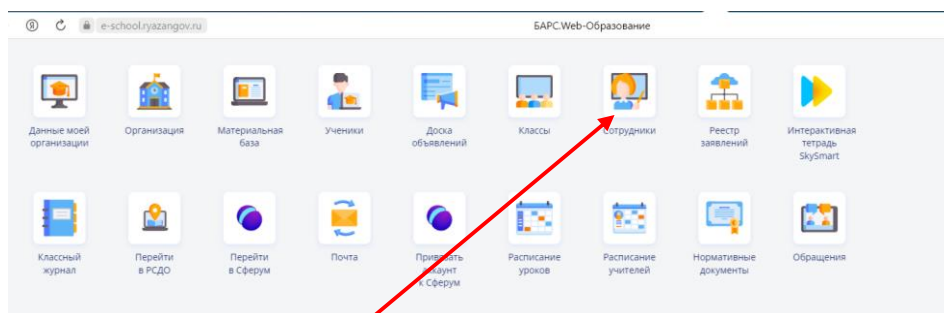 e-school.ryazangov.ru
БАРС.Web-Образование
Данные моей организации
Организация
Материальная база
Ученики
Доска объявлений
Классы
Сотрудники
Реестр заявлений
Интерактивная тетрадь SkySmart
Классный журнал
Перейти в РСДО
Перейти в Сферум
Почта
Привязать аккаунт к Сферум
Расписание уроков
Расписание учителей
Нормативные документы
Обращения